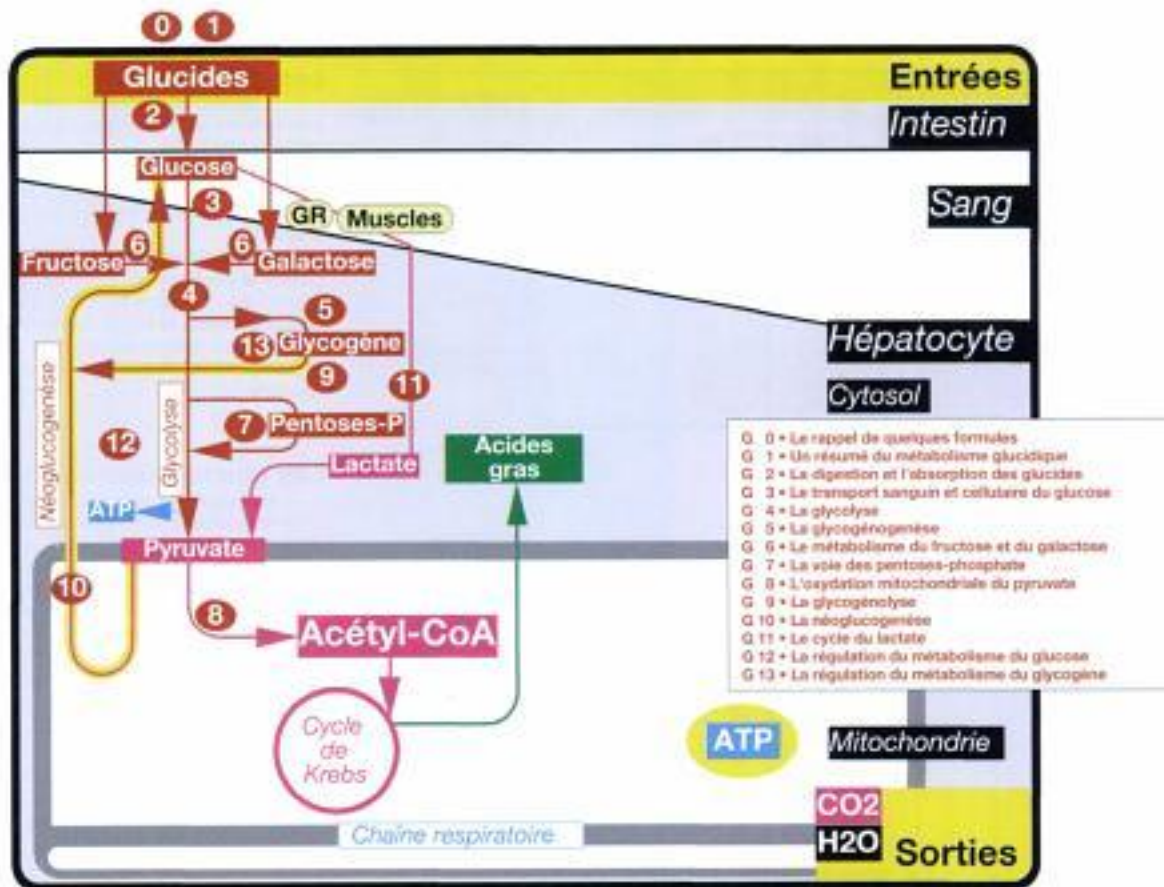 0 1
Glucides
Entrées
2
Intestin
Glucose
3
Sang
GR Muscles
6 6
Fructose Galactose
4
5
Hépatocyte
13 Glycogène
9
11
Cytosol
Néoglucogenèse
Glycolyse
7 Pentoses-P
12
Acides
gras
Lactate
ATP
Pyruvate
10
8
Acétyl-CoA
G 0 • Le rappel de quelques formules
G 1 • Un résumé du métabolisme glucidique
G 2 • La digestion et l'absorption des glucides
G 3 • Le transport sanguin et cellulaire du glucose
G 4 • La glycolyse
G 5 • La glycogénogenèse
G 6 • Le métabolisme du fructose et du galactose
G 7 • La voie des pentoses-phosphate
G 8 • L'oxydation mitochondriale du pyruvate
G 9 • La glycogénolyse
G 10 • La néoglucogenèse
G 11 • Le cycle du lactate
G 12 • La régulation du métabolisme du glucose
G 13 • La régulation du métabolisme du glycogène
Cycle
de
Krebs
ATP
Mitochondrie
CO2
H2O
Chaîne respiratoire
Sorties